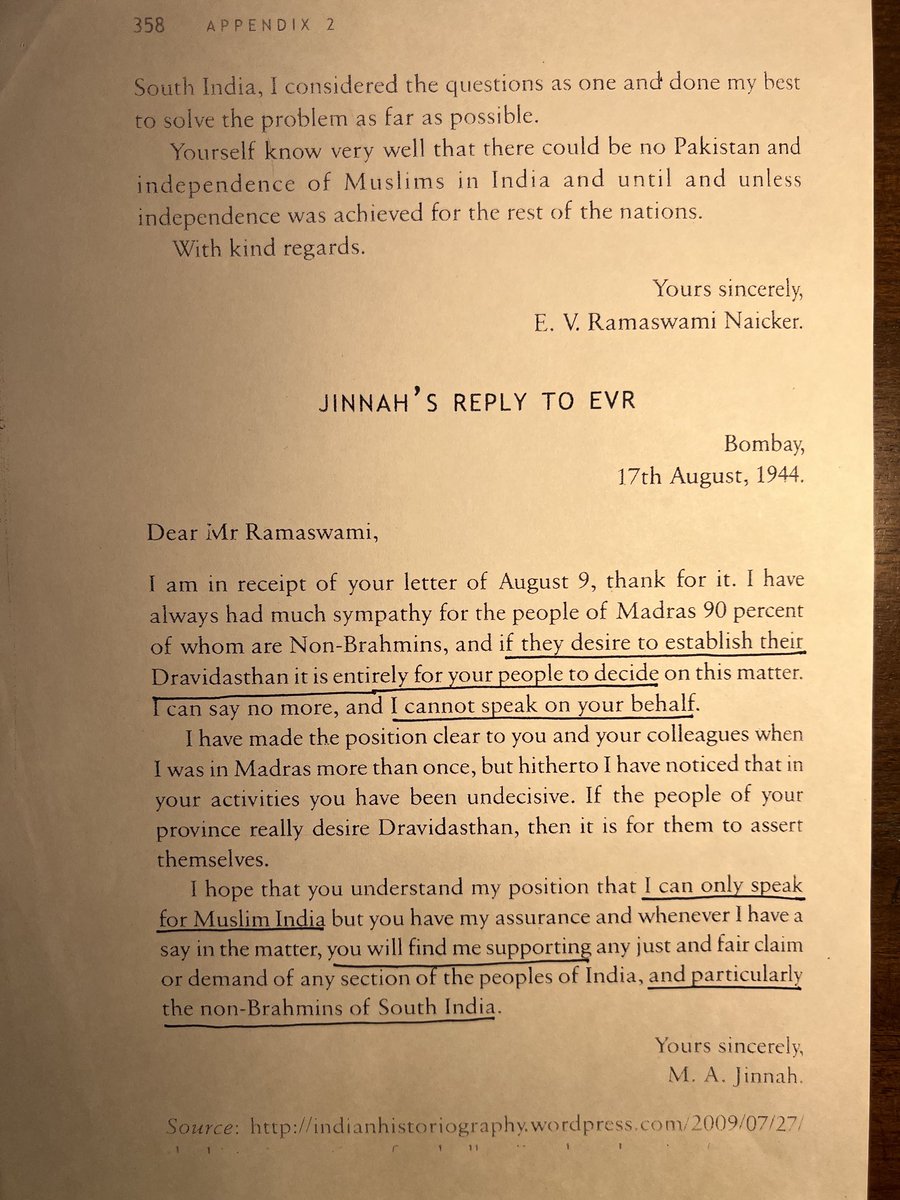 358 APPENDIX 2
South India, I considered the questions as one and done my best
to solve the problem as far as possible.
Yourself know very well that there could be no Pakistan and
independence of Muslims in India and until and unless
independence was achieved for the rest of the nations.
With kind regards.
Yours sincerely,
E. V. Ramaswami Naicker.
JINNAH'S REPLY TO EVR
Bombay,
17th August, 1944.
Dear Mr Ramaswami,
I am in receipt of your letter of August 9, thank for it. I have
always had much sympathy for the people of Madras 90 percent
of whom are Non-Brahmins, and if they desire to establish their
Dravidasthan it is entirely for your people to decide on this matter.
I can say no more, and I cannot speak on your behalf.
I have made the position clear to you and your colleagues when
I was in Madras more than once, but hitherto I have noticed that in
your activities you have been undecisive. If the people of your
province really desire Dravidasthan, then it is for them to assert
themselves.
I hope that you understand my position that I can only speak
for Muslim India but you have my assurance and whenever I have a
say in the matter, you will find me supporting any just and fair claim
or demand of any section of the peoples of India, and particularly
the non-Brahmins of South India.
Yours sincerely,
M. A. Jinnah.
Source: http://indianhistoriography.wordpress.com/2009/07/27/